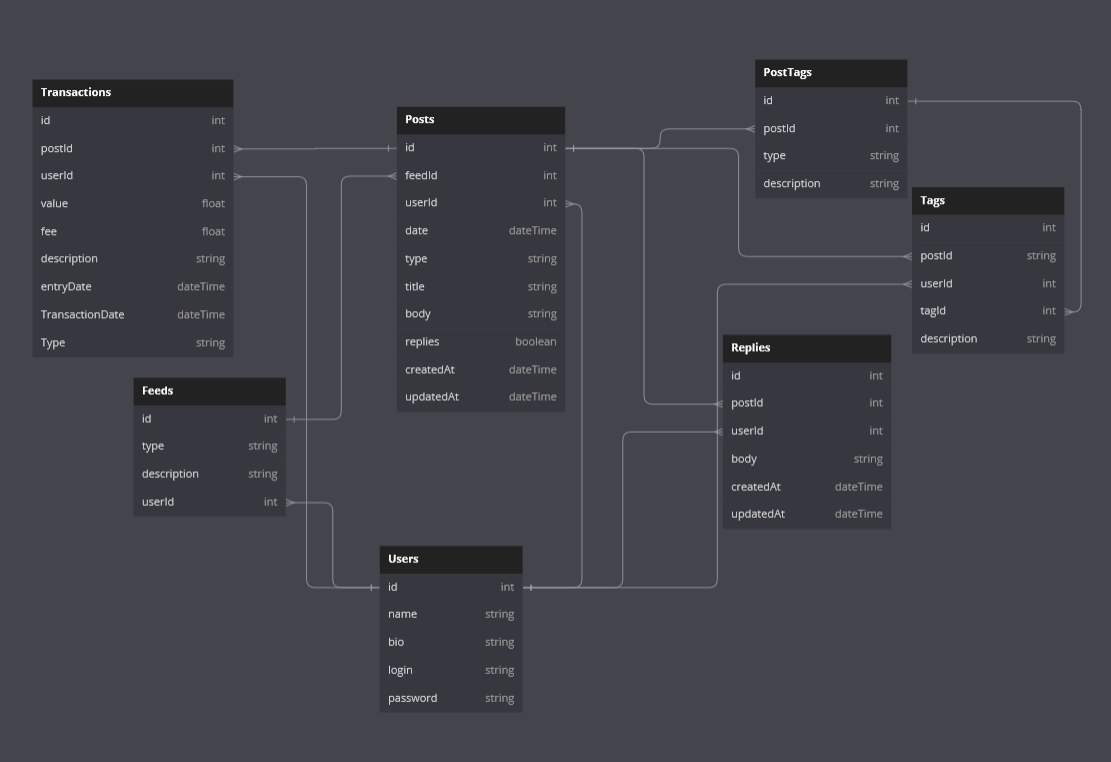 Transactions
id int
postId int
userId int
value float
fee float
description string
entryDate dateTime
TransactionDate dateTime
Type string
Feeds
id int
type string
description string
userId int
Posts
id int
feedId int
userId int
date dateTime
type string
title string
body string
replies boolean
createdAt dateTime
updatedAt dateTime
Users
id int
name string
bio string
login string
password string
PostTags
id int
postId int
type string
description string
Tags
id int
postId string
userId int
tagId int
description string
Replies
id int
postId int
userId int
body string
createdAt dateTime
updatedAt dateTime